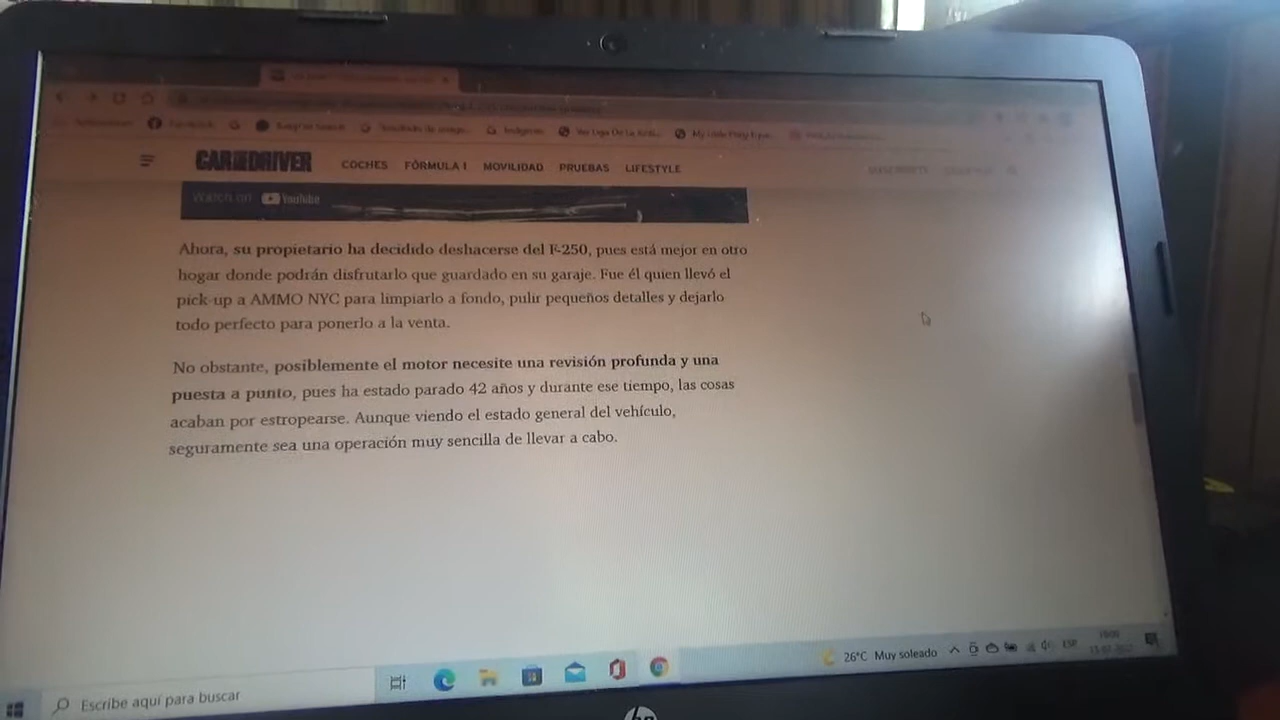 Facebook
CAR AND DRIVER COCHES FÓRMULA 1 MOVILIDAD PRUEBAS LIFESTYLE
Watch on YouTube
Ahora, su propietario ha decidido deshacerse del F-250, pues está mejor en otro
hogar donde podrán disfrutarlo que guardado en su garaje. Fue él quien llevó el
pick-up a AMMO NYC para limpiarlo a fondo, pulir pequeños detalles y dejarlo
todo perfecto para ponerlo a la venta.
No obstante, posiblemente el motor necesite una revisión profunda y una
puesta a punto, pues ha estado parado 42 años y durante ese tiempo, las cosas
acaban por estropearse. Aunque viendo el estado general del vehículo,
seguramente sea una operación muy sencilla de llevar a cabo.
Escribe aquí para buscar 26°C Muy soleado ESP
hp